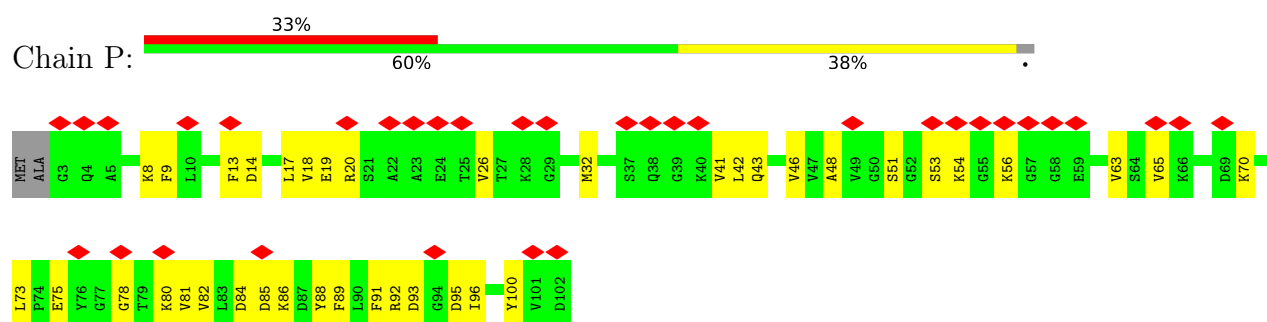 33%
Chain P:
60% 38% •
MET ALA G3 Q4 A5 K8 F9 L10 F13 D14 L17 V18 E19 R20 S21 A22 A23 E24 T25 V26 T27 K28 G29 M32 S37 Q38 G39 K40 V41 L42 Q43 V46 V47 A48 V49 G50 S51 G52 S53 K54 G55 K56 G57 G58 E59 V63 S64 V65 K66 D69 K70
L73 P74 E75 Y76 G77 G78 T79 K80 V81 V82 L83 D84 D85 K86 D87 Y88 F89 L90 F91 R92 D93 G94 D95 I96 Y100 V101 D102